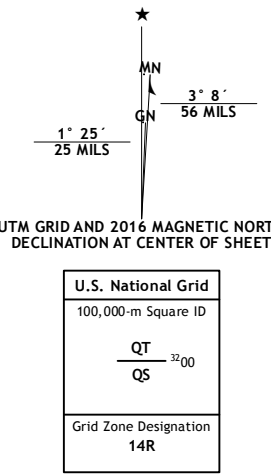 ★
MN
GN
3° 8´
56 MILS
1° 25´
25 MILS
UTM GRID AND 2016 MAGNETIC NORT
DECLINATION AT CENTER OF SHEET
U.S. National Grid
100,000-m Square ID
QT
3200
QS
Grid Zone Designation
14R